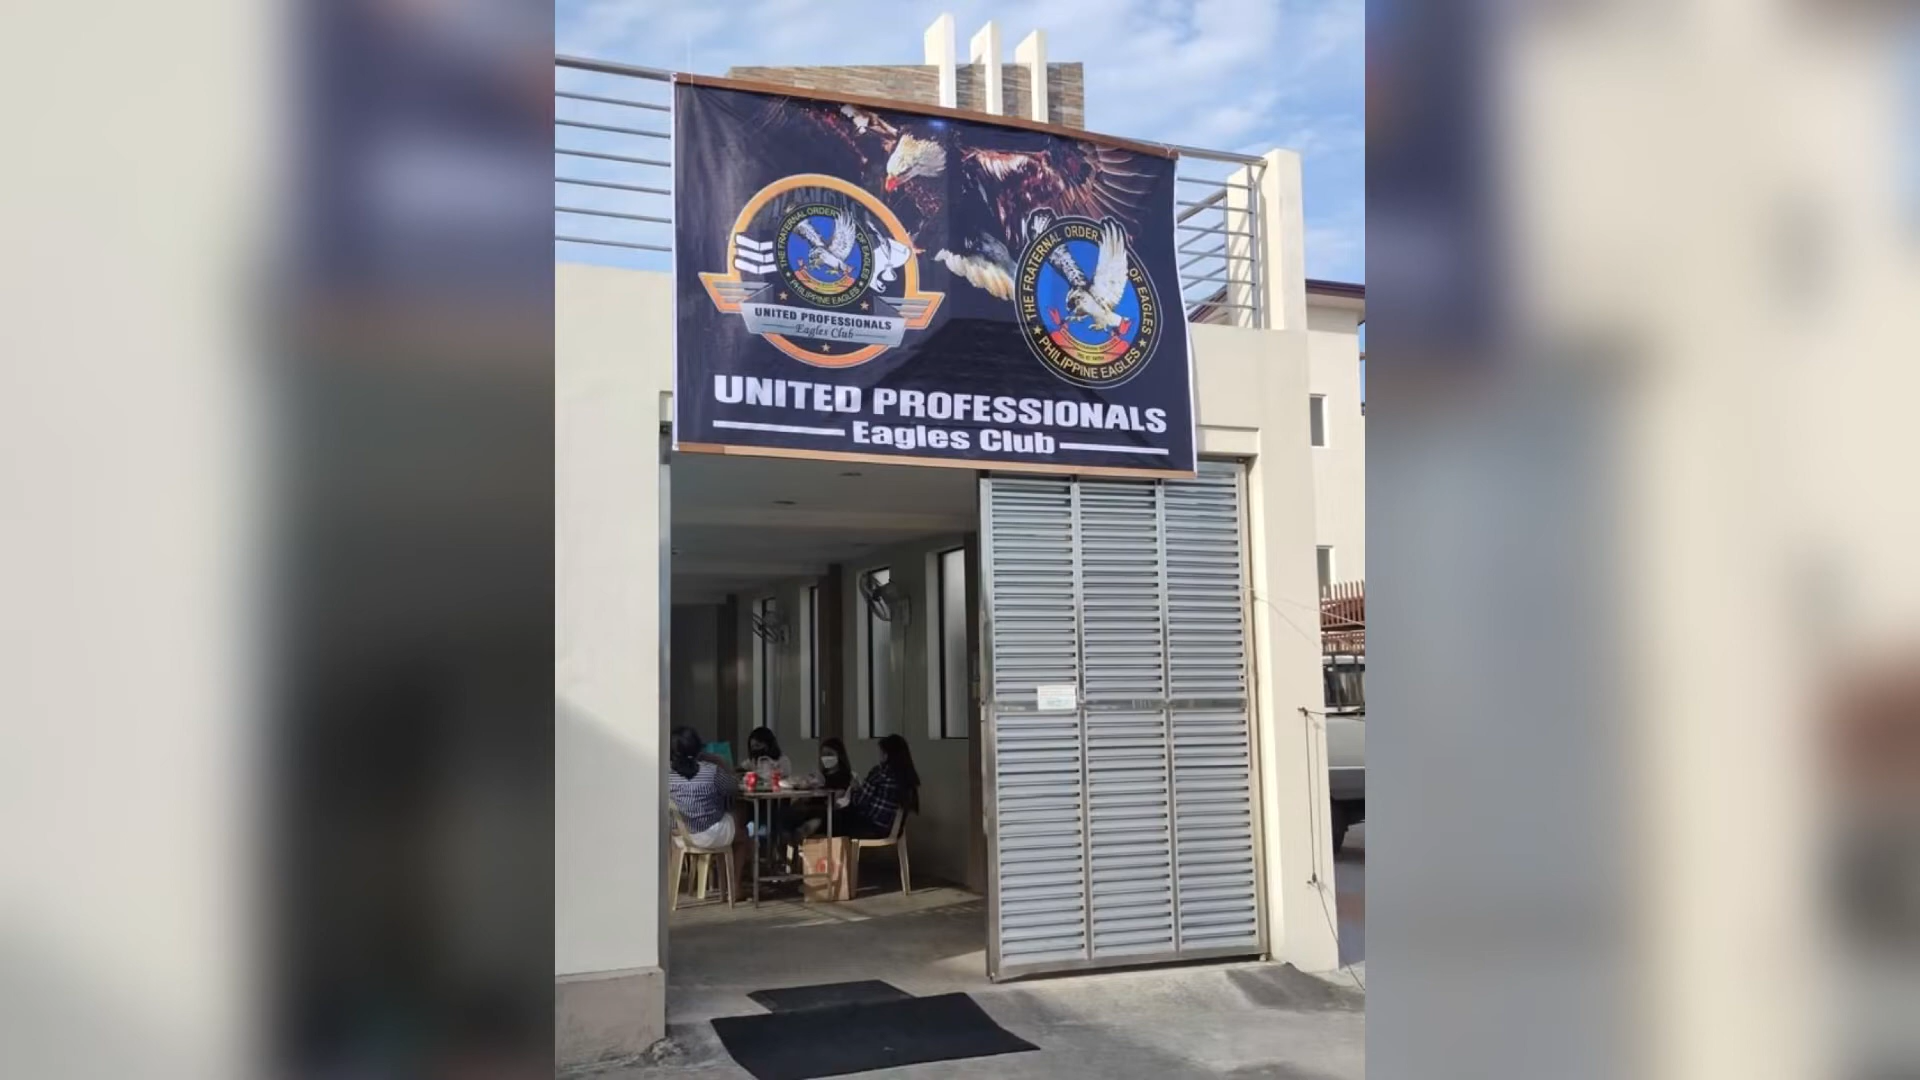 THE FRATERNAL ORDER OF EAGLES
PHILIPPINE EAGLES
UNITED PROFESSIONALS
Eagles Club
THE FRATERNAL ORDER OF EAGLES
PHILIPPINE EAGLES
UNITED PROFESSIONALS
Eagles Club